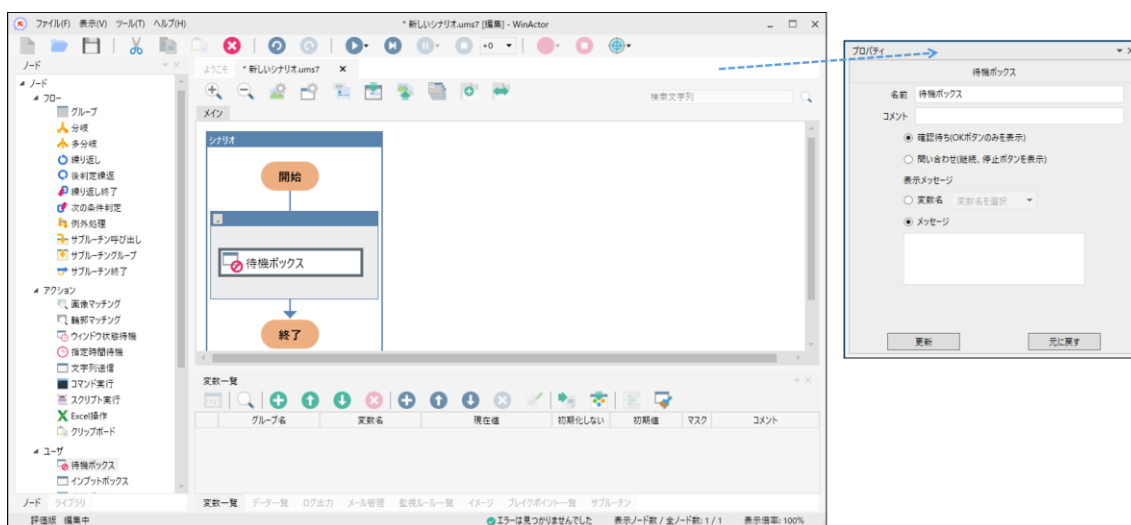 ファイル(F) 表示(V) ツール(T) ヘルプ(H)
* 新しいシナリオ.ums7 [編集] - WinActor
+0
ノード
ようこそ
* 新しいシナリオ.ums7
ノード
フロー
グループ
分岐
多分岐
繰り返し
後判定繰返
繰り返し終了
次の条件判定
例外処理
サブルーチン呼び出し
サブルーチングループ
サブルーチン終了
アクション
画像マッチング
輪郭マッチング
ウィンドウ状態待機
指定時間待機
文字列送信
コマンド実行
スクリプト実行
Excel操作
クリップボード
ユーザ
待機ボックス
インプットボックス
ノード ライブラリ
評価版 編集中
検索文字列
メイン
シナリオ
開始
待機ボックス
終了
変数一覧
グループ名 変数名 現在値 初期化しない 初期値 マスク コメント
変数一覧 データ一覧 ログ出力 メール管理 監視ルール一覧 イメージ ブレイクポイント一覧 サブルーチン
エラーは見つかりませんでした 表示ノード数 / 全ノード数: 1 / 1 表示倍率: 100%
プロパティ
待機ボックス
名前 待機ボックス
コメント
確認待ち(OKボタンのみを表示)
問い合わせ(継続、停止ボタンを表示)
表示メッセージ
変数名 変数名を選択
メッセージ
更新 元に戻す